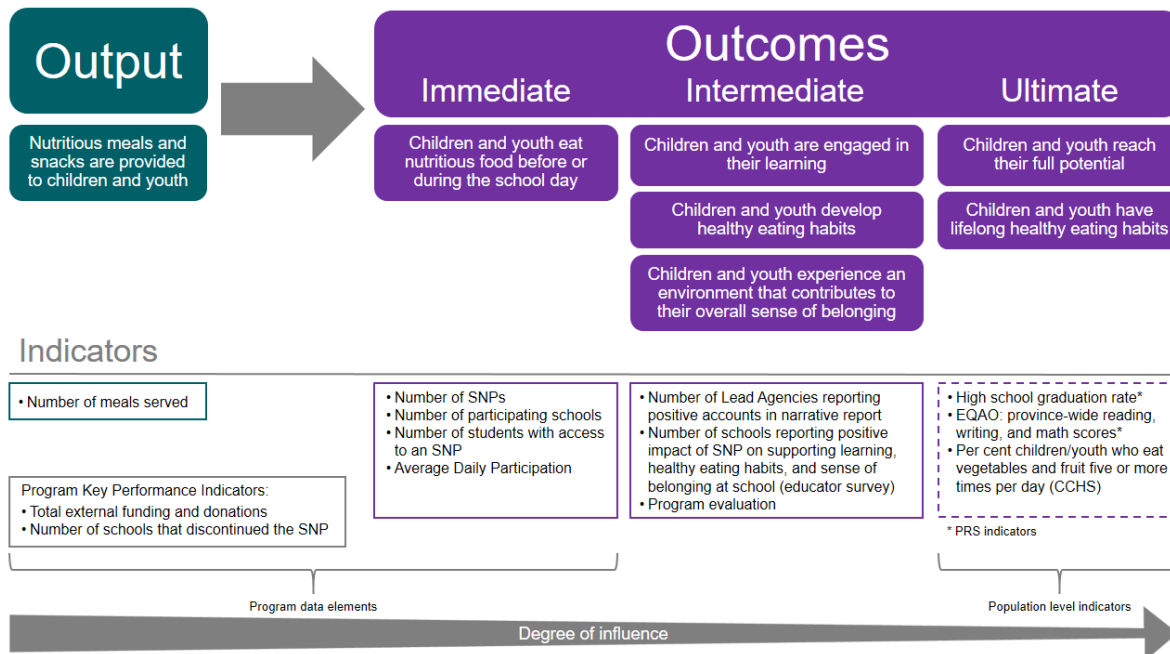 Output
Outcomes
Immediate
Intermediate
Ultimate
Nutritious meals and
snacks are provided
to children and youth
Children and youth eat
nutritious food before or
during the school day
Children and youth are engaged in
their learning
Children and youth develop
healthy eating habits
Children and youth experience an
environment that contributes to
their overall sense of belonging
Children and youth reach
their full potential
Children and youth have
lifelong healthy eating habits
Indicators
• Number of meals served
Program Key Performance Indicators:
• Total external funding and donations
• Number of schools that discontinued the SNP
• Number of SNPs
• Number of participating schools
• Number of students with access
to an SNP
• Average Daily Participation
• Number of Lead Agencies reporting
positive accounts in narrative report
• Number of schools reporting positive
impact of SNP on supporting learning,
healthy eating habits, and sense of
belonging at school (educator survey)
• Program evaluation
• High school graduation rate*
• EQAO: province-wide reading,
writing, and math scores*
• Per cent children/youth who eat
vegetables and fruit five or more
times per day (CCHS)
* PRS indicators
Program data elements
Population level indicators
Degree of influence